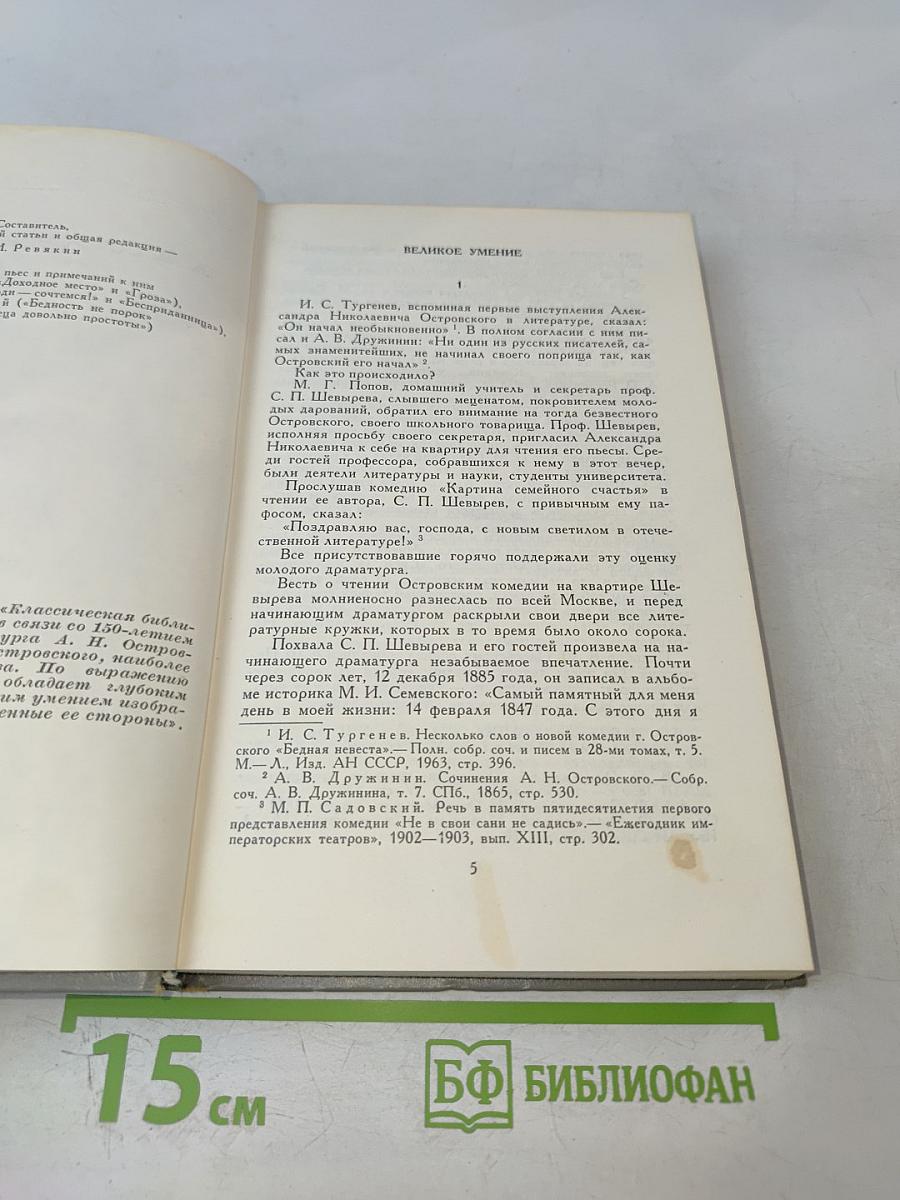 Составитель,
й статьи и общая редакция —
И. Ревякин
пьес и примечаний к ним
«Доходное место» и «Гроза»),
юди — сочтемся!» и «Бесприданница»),
й («Бедность не порок»
еца довольно простоты»)
«Классическая библи-
в связи со 150-летием
урга А. Н. Остров-
стровского, наиболее
ва. По выражению
обладает глубоким
им умением изобра-
енные ее стороны».
ВЕЛИКОЕ УМЕНИЕ
1
И. С. Тургенев, вспоминая первые выступления Алек-
сандра Николаевича Островского в литературе, сказал:
«Он начал необыкновенно» 1. В полном согласии с ним пи-
сал и А. В. Дружинин: «Ни один из русских писателей, са-
мых знаменитейших, не начинал своего поприща так, как
Островский его начал» 2.
Как это происходило?
М. Г. Попов, домашний учитель и секретарь проф.
С. П. Шевырева, слывшего меценатом, покровителем моло-
дых дарований, обратил его внимание на тогда безвестного
Островского, своего школьного товарища. Проф. Шевырев,
исполняя просьбу своего секретаря, пригласил Александра
Николаевича к себе на квартиру для чтения его пьесы. Сре-
ди гостей профессора, собравшихся к нему в этот вечер,
были деятели литературы и науки, студенты университета.
Прослушав комедию «Картина семейного счастья» в
чтении ее автора, С. П. Шевырев, с привычным ему па-
фосом, сказал:
«Поздравляю вас, господа, с новым светилом в отече-
ственной литературе!» 3
Все присутствовавшие горячо поддержали эту оценку
молодого драматурга.
Весть о чтении Островским комедии на квартире Ше-
вырева молниеносно разнеслась по всей Москве, и перед
начинающим драматургом раскрыли свои двери все лите-
ратурные кружки, которых в то время было около сорока.
Похвала С. П. Шевырева и его гостей произвела на на-
чинающего драматурга незабываемое впечатление. Почти
через сорок лет, 12 декабря 1885 года, он записал в альбо-
ме историка М. И. Семевского: «Самый памятный для меня
день в моей жизни: 14 февраля 1847 года. С этого дня я
1 И. С. Тургенев. Несколько слов о новой комедии г. Остров-
ского «Бедная невеста».— Полн. собр. соч. и писем в 28-ми томах, т. 5.
М.— Л., Изд. АН СССР, 1963, стр. 396.
2 А. В. Дружинин. Сочинения А. Н. Островского.— Собр.
соч. А. В. Дружинина, т. 7. СПб., 1865, стр. 530.
3 М. П. Садовский. Речь в память пятидесятилетия первого
представления комедии «Не в свои сани не садись».— «Ежегодник им-
ператорских театров», 1902—1903, вып. XIII, стр. 302.
5
15 см
БФ БИБЛИОФАН